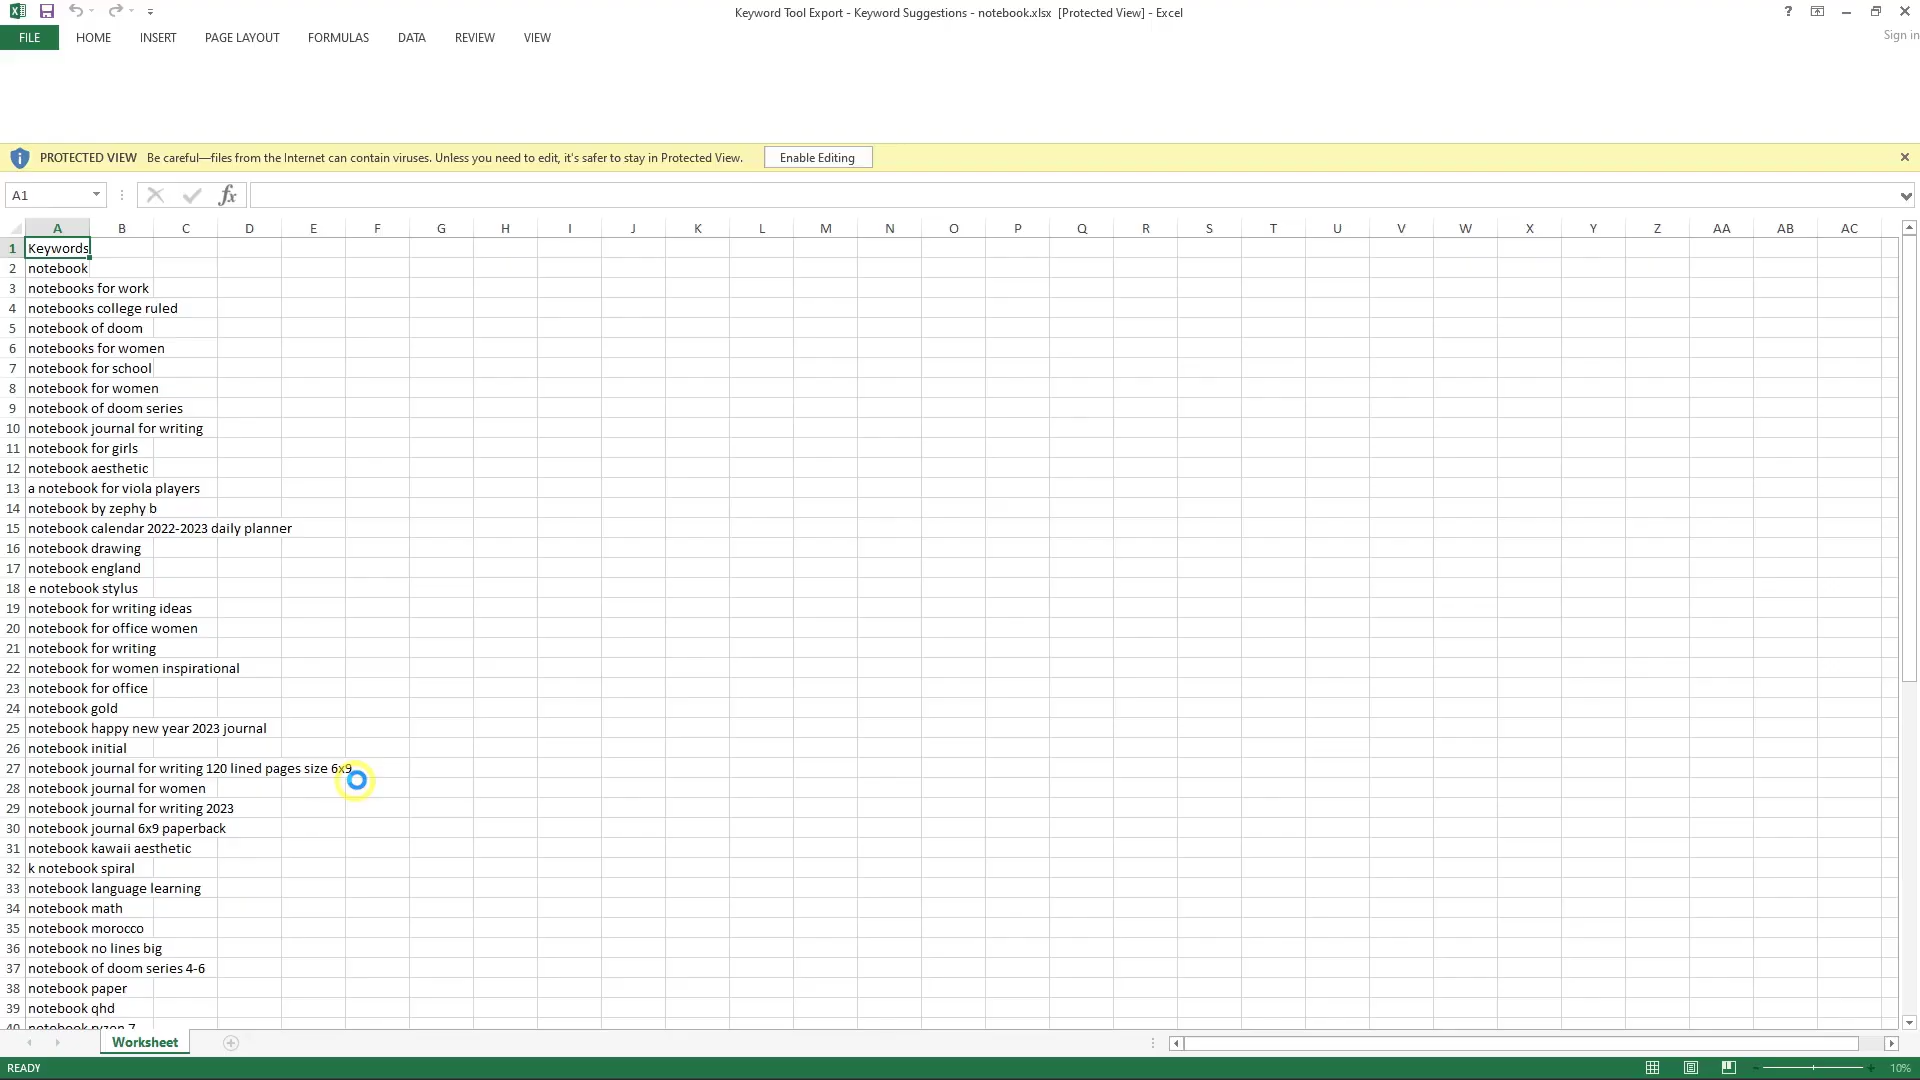 Keyword Tool Export - Keyword Suggestions - notebook.xlsx [Protected View] - Excel
?
Sign in
FILE HOME INSERT PAGE LAYOUT FORMULAS DATA REVIEW VIEW
PROTECTED VIEW Be careful—files from the Internet can contain viruses. Unless you need to edit, it's safer to stay in Protected View. Enable Editing
A1 fx
A B C D E F G H I J K L M N O P Q R S T U V W X Y Z AA AB AC
1 Keywords
2 notebook
3 notebooks for work
4 notebooks college ruled
5 notebook of doom
6 notebooks for women
7 notebook for school
8 notebook for women
9 notebook of doom series
10 notebook journal for writing
11 notebook for girls
12 notebook aesthetic
13 a notebook for viola players
14 notebook by zephy b
15 notebook calendar 2022-2023 daily planner
16 notebook drawing
17 notebook england
18 e notebook stylus
19 notebook for writing ideas
20 notebook for office women
21 notebook for writing
22 notebook for women inspirational
23 notebook for office
24 notebook gold
25 notebook happy new year 2023 journal
26 notebook initial
27 notebook journal for writing 120 lined pages size 6x9
28 notebook journal for women
29 notebook journal for writing 2023
30 notebook journal 6x9 paperback
31 notebook kawaii aesthetic
32 k notebook spiral
33 notebook language learning
34 notebook math
35 notebook morocco
36 notebook no lines big
37 notebook of doom series 4-6
38 notebook paper
39 notebook qhd
40 notebook ryzen 7
Worksheet
READY
10%